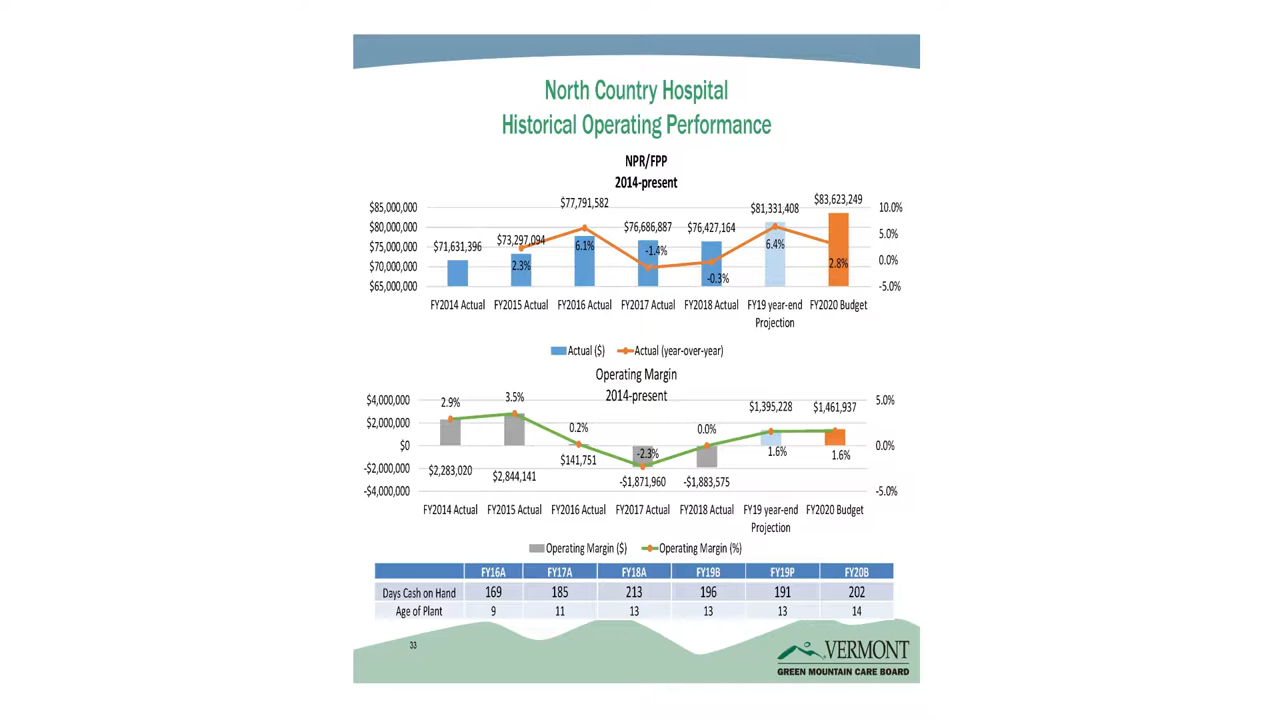 North Country Hospital
Historical Operating Performance
NPR/FPP
2014-present
$85,000,000
$80,000,000
$75,000,000
$70,000,000
$65,000,000
$71,631,396
$73,297,094
$77,791,582
$76,686,887
$76,427,164
$81,331,408
$83,623,249
2.3%
6.1%
-1.4%
-0.3%
6.4%
2.8%
10.0%
5.0%
0.0%
-5.0%
FY2014 Actual FY2015 Actual FY2016 Actual FY2017 Actual FY2018 Actual FY19 year-end FY2020 Budget
Projection
Actual ($) Actual (year-over-year)
Operating Margin
2014-present
$4,000,000
$2,000,000
$0
-$2,000,000
-$4,000,000
2.9%
3.5%
0.2%
-2.3%
0.0%
1.6%
1.6%
$2,283,020
$2,844,141
$141,751
-$1,871,960
-$1,883,575
$1,395,228
$1,461,937
5.0%
0.0%
-5.0%
FY2014 Actual FY2015 Actual FY2016 Actual FY2017 Actual FY2018 Actual FY19 year-end FY2020 Budget
Projection
Operating Margin ($) Operating Margin (%)
FY16A FY17A FY18A FY19B FY19P FY20B
Days Cash on Hand 169 185 213 196 191 202
Age of Plant 9 11 13 13 13 14
33
VERMONT
GREEN MOUNTAIN CARE BOARD